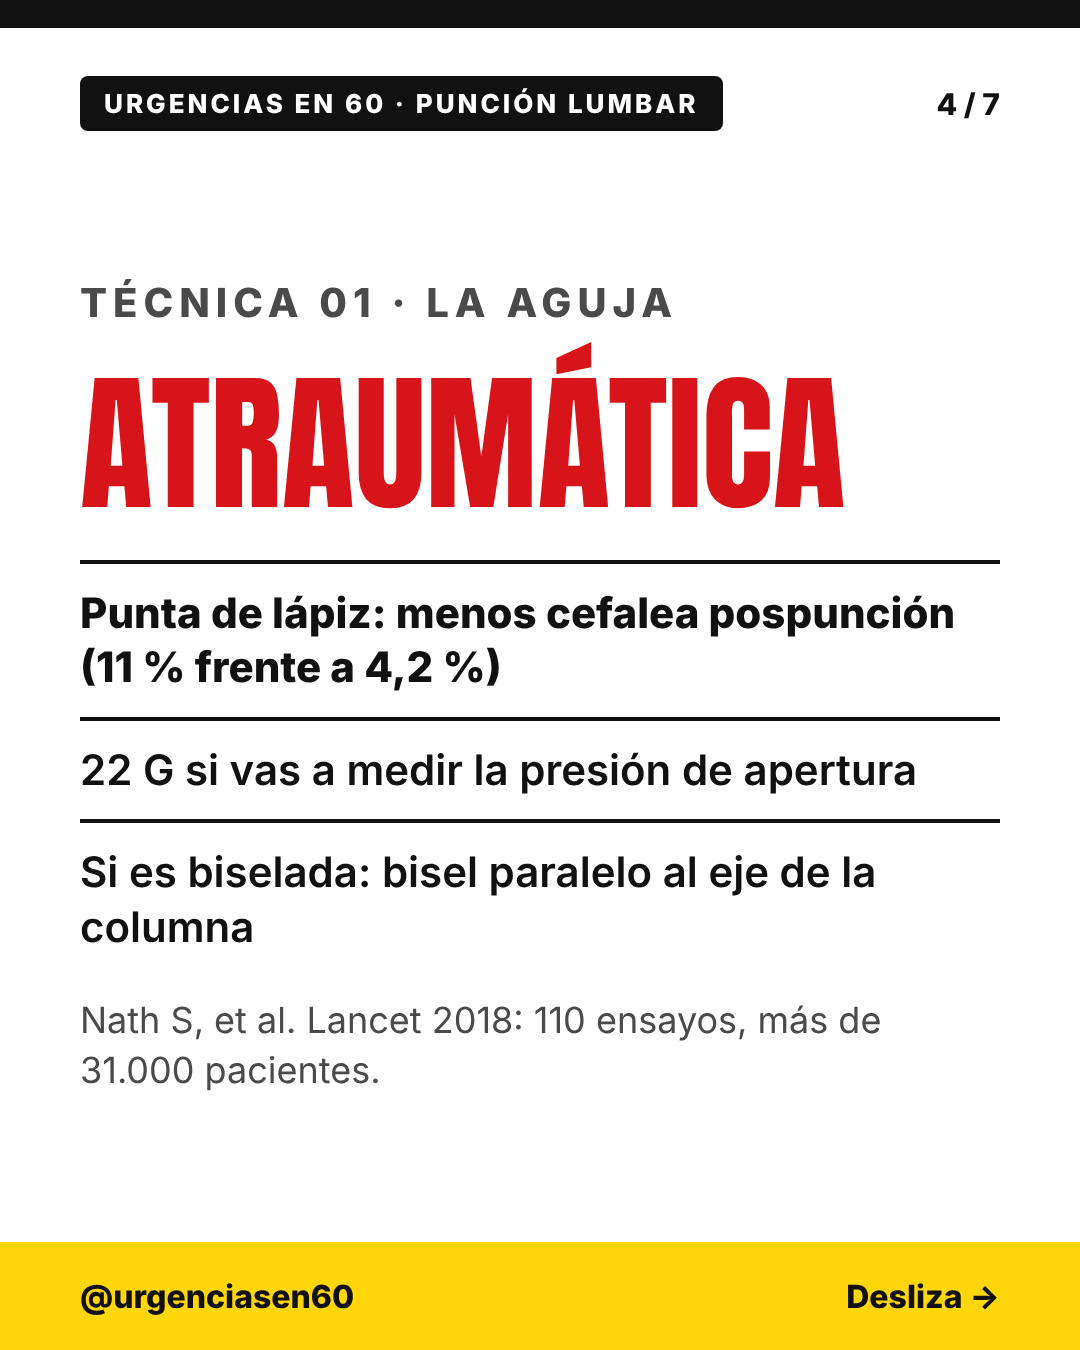 URGENCIAS EN 60 · PUNCIÓN LUMBAR
4 / 7
TÉCNICA 01 · LA AGUJA
ATRAUMÁTICA
Punta de lápiz: menos cefalea pospunción
(11 % frente a 4,2 %)
22 G si vas a medir la presión de apertura
Si es biselada: bisel paralelo al eje de la
columna
Nath S, et al. Lancet 2018: 110 ensayos, más de
31.000 pacientes.
@urgenciasen60
Desliza →